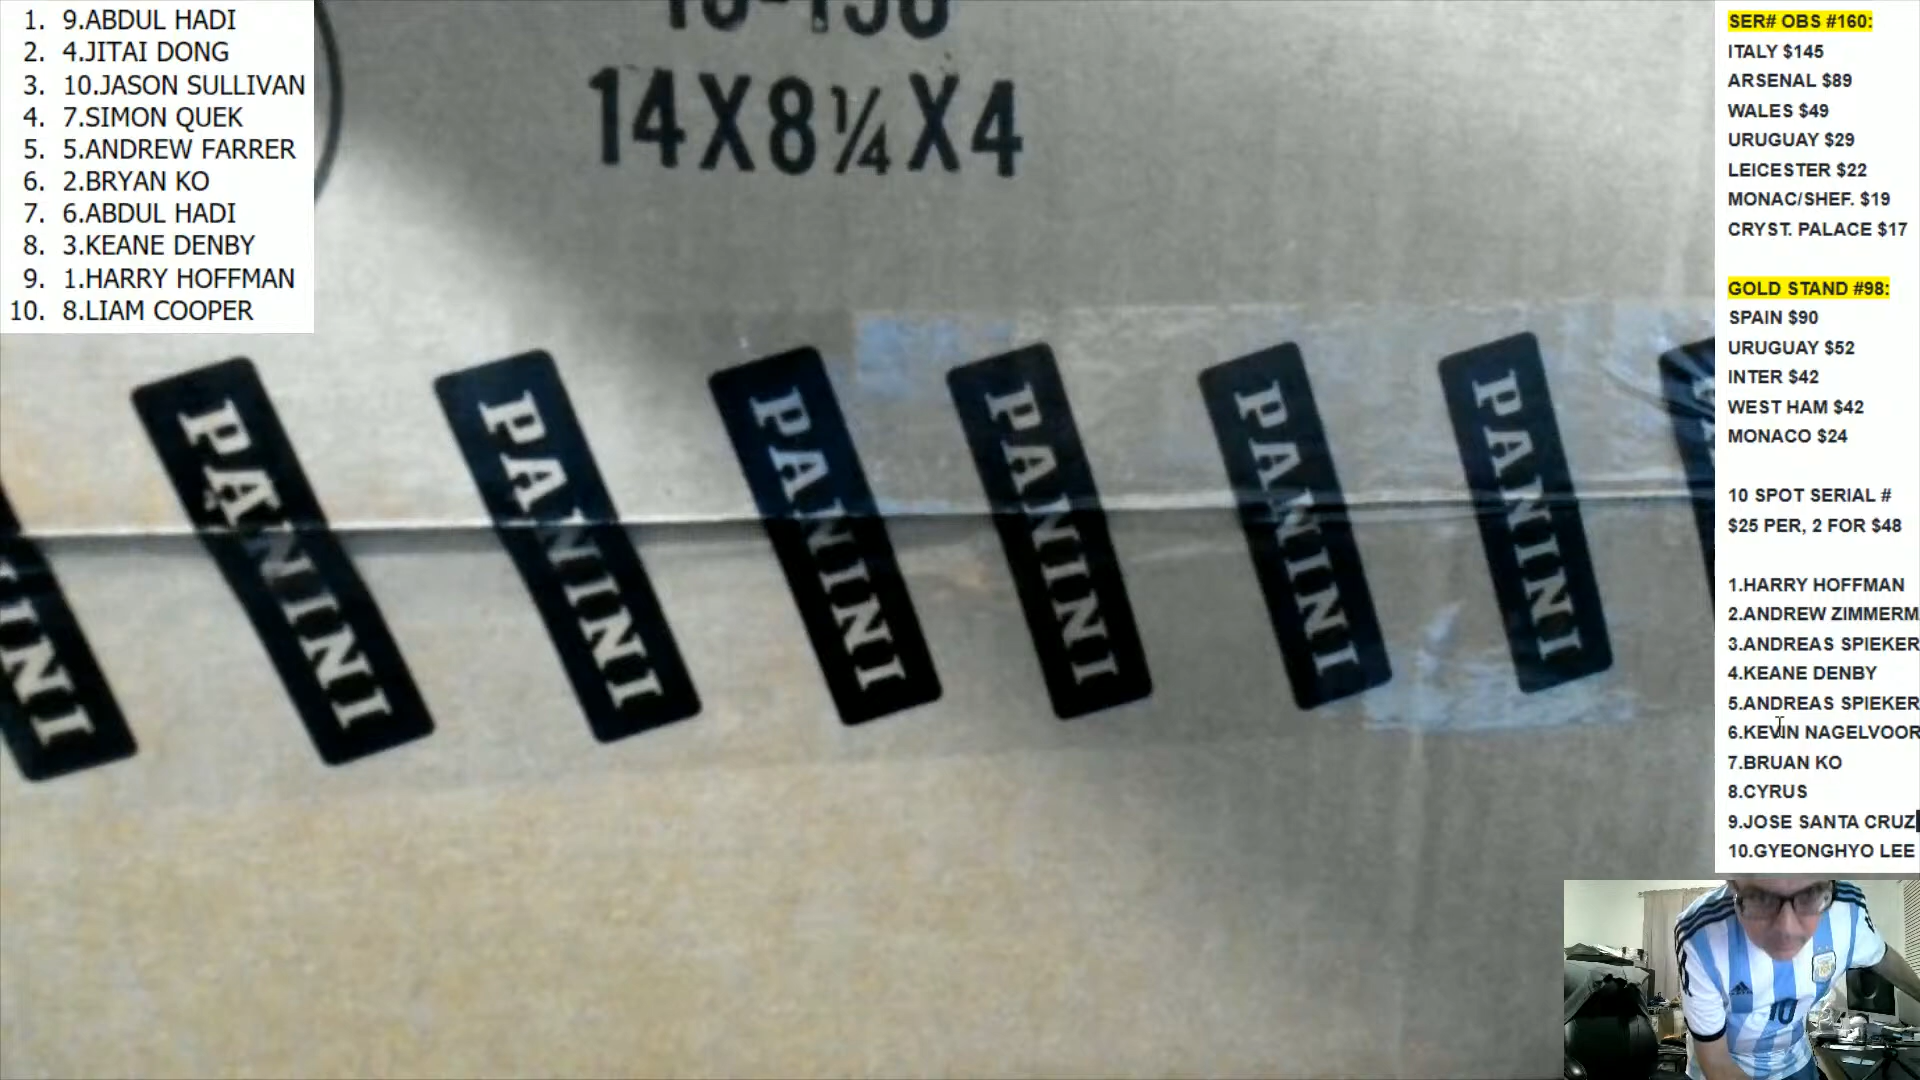 1. 9.ABDUL HADI
2. 4.JITAI DONG
3. 10.JASON SULLIVAN
4. 7.SIMON QUEK
5. 5.ANDREW FARRER
6. 2.BRYAN KO
7. 6.ABDUL HADI
8. 3.KEANE DENBY
9. 1.HARRY HOFFMAN
10. 8.LIAM COOPER
14X8¼X4
PANINI
PANINI
PANINI
PANINI
PANINI
PANINI
SER# OBS #160:
ITALY $145
ARSENAL $89
WALES $49
URUGUAY $29
LEICESTER $22
MONAC/SHEF. $19
CRYST. PALACE $17
GOLD STAND #98:
SPAIN $90
URUGUAY $52
INTER $42
WEST HAM $42
MONACO $24
10 SPOT SERIAL #
$25 PER, 2 FOR $48
1.HARRY HOFFMAN
2.ANDREW ZIMMERM
3.ANDREAS SPIEKER
4.KEANE DENBY
5.ANDREAS SPIEKER
6.KEVIN NAGELVOOR
7.BRUAN KO
8.CYRUS
9.JOSE SANTA CRUZ
10.GYEONGHYO LEE
10